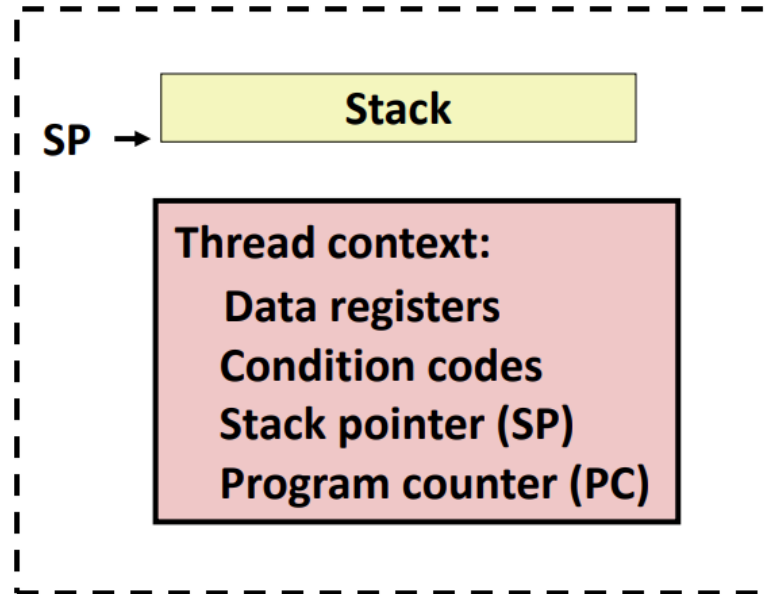 Stack
SP
Thread context:
Data registers
Condition codes
Stack pointer (SP)
Program counter (PC)